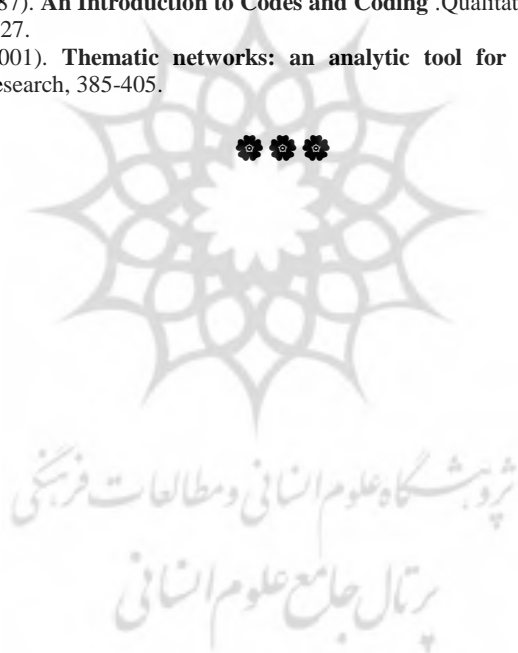 87). An Introduction to Codes and Coding .Qualitat
27.
001). Thematic networks: an analytic tool for
esearch, 385-405.
پژوهشگاه علوم انسانی و مطالعات فرهنگی
پرتال جامع علوم انسانی